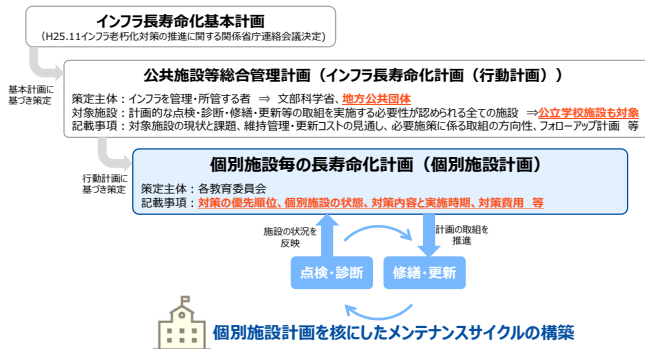 インフラ長寿命化基本計画
(H25.11インフラ老朽化対策の推進に関する関係省庁連絡会議決定)
基本計画に
基づき策定
公共施設等総合管理計画(インフラ長寿命化計画(行動計画))
策定主体:インフラを管理・所管する者 ⇒ 文部科学省、地方公共団体
対象施設:計画的な点検・診断・修繕・更新等の取組を実施する必要性が認められる全ての施設 ⇒公立学校施設も対象
記載事項:対象施設の現状と課題、維持管理・更新コストの見通し、必要施策に係る取組の方向性、フォローアップ計画 等
行動計画に
基づき策定
個別施設毎の長寿命化計画(個別施設計画)
策定主体:各教育委員会
記載事項:対策の優先順位、個別施設の状態、対策内容と実施時期、対策費用 等
施設の状況を
反映
計画の取組を
推進
点検・診断
修繕・更新
個別施設計画を核にしたメンテナンスサイクルの構築